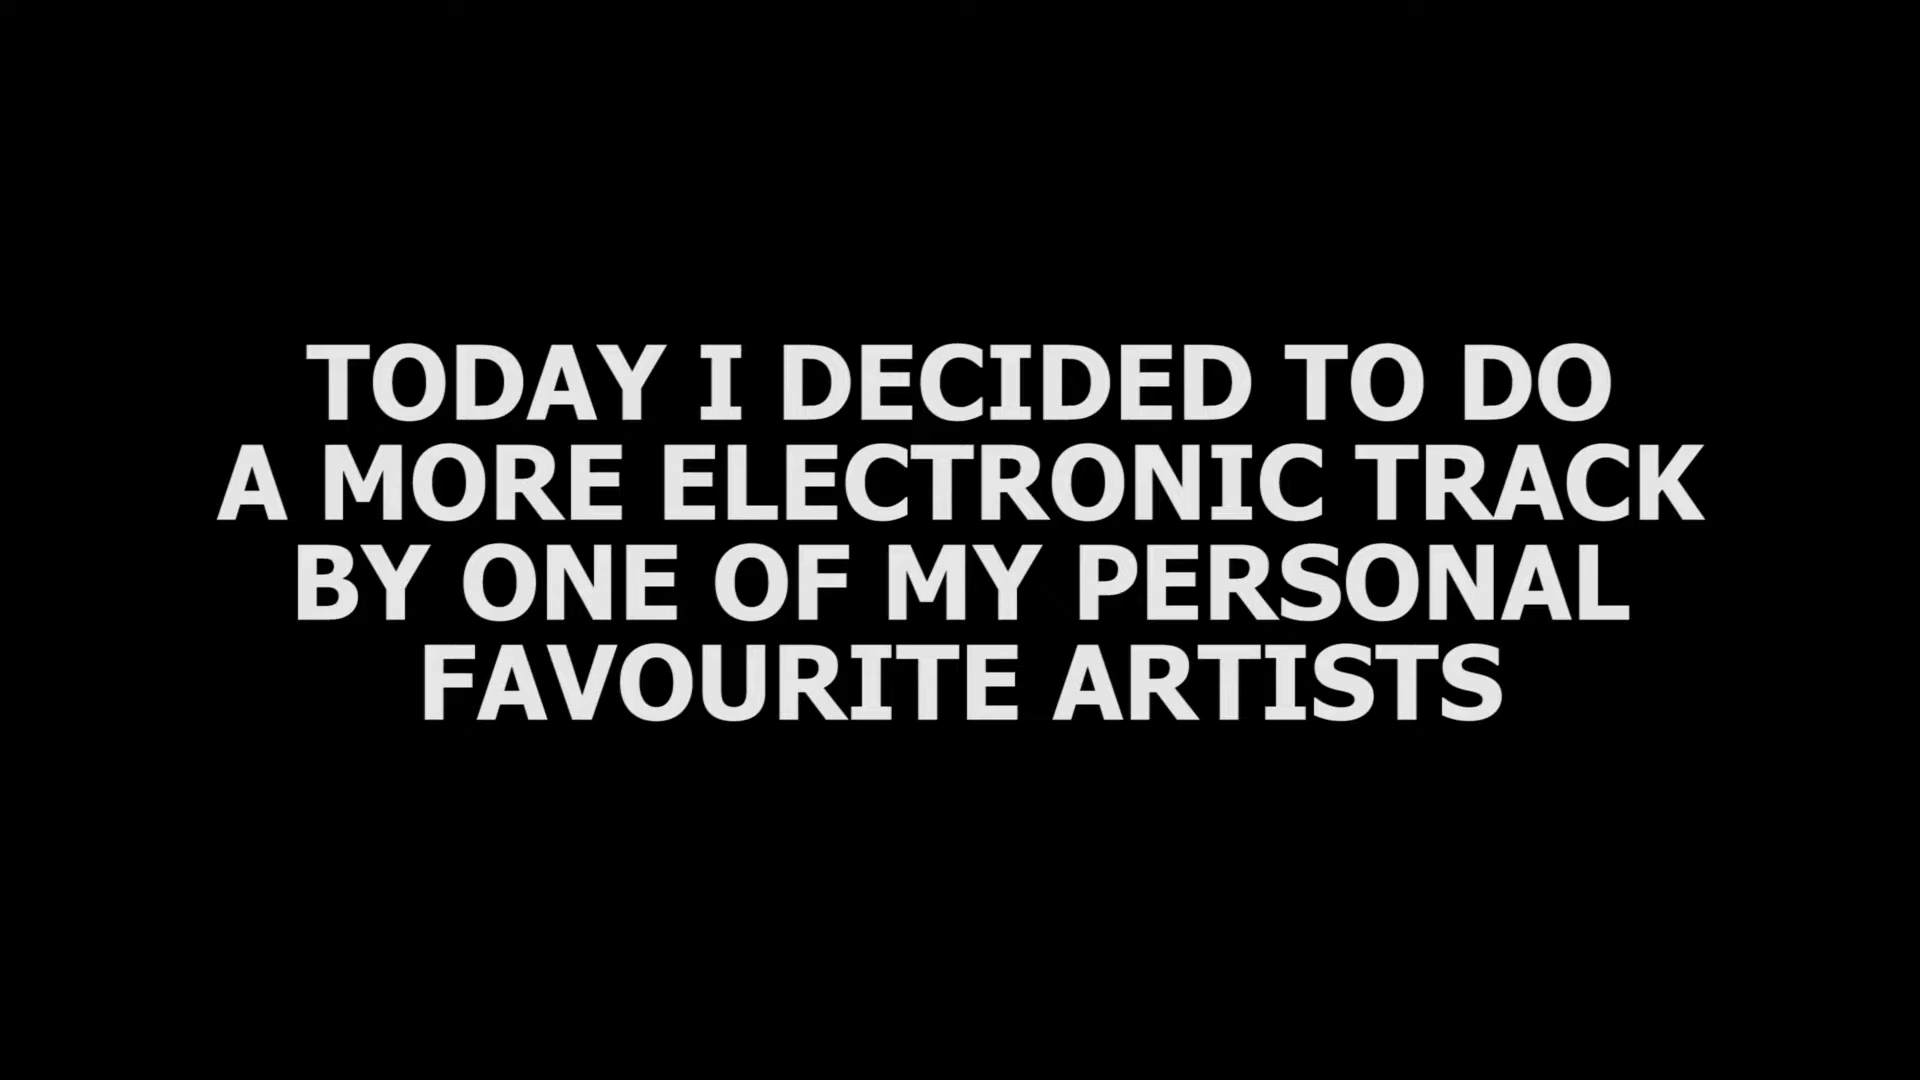 TODAY I DECIDED TO DO
A MORE ELECTRONIC TRACK
BY ONE OF MY PERSONAL
FAVOURITE ARTISTS